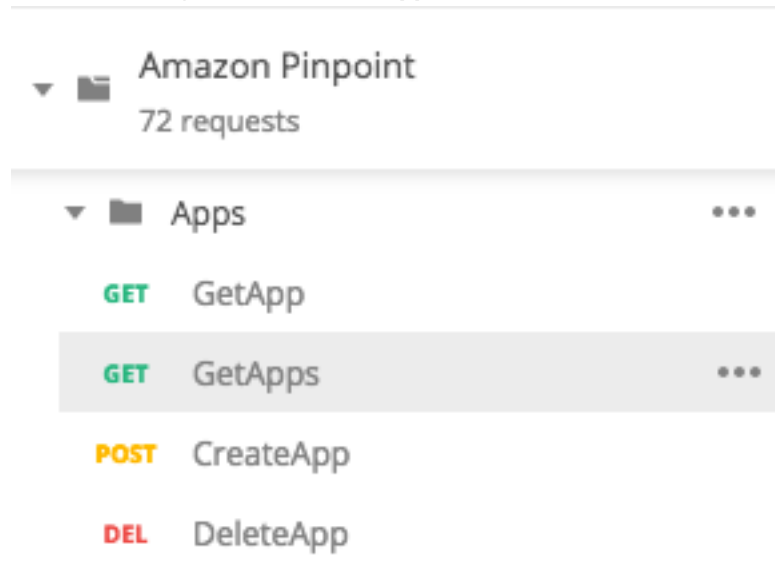 Amazon Pinpoint
72 requests
Apps
GET GetApp
GET GetApps
POST CreateApp
DEL DeleteApp